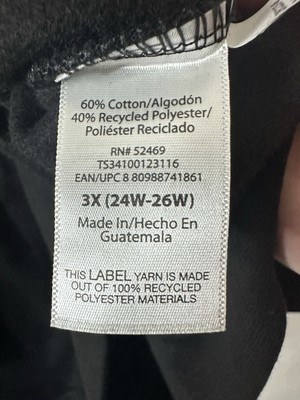 60% Cotton/Algodón
40% Recycled Polyester/
Poliéster Reciclado
RN# 52469
TS34100123116
EAN/UPC 8 80988741861
3X (24W-26W)
Made In/Hecho En
Guatemala
THIS LABEL YARN IS MADE
OUT OF 100% RECYCLED
POLYESTER MATERIALS